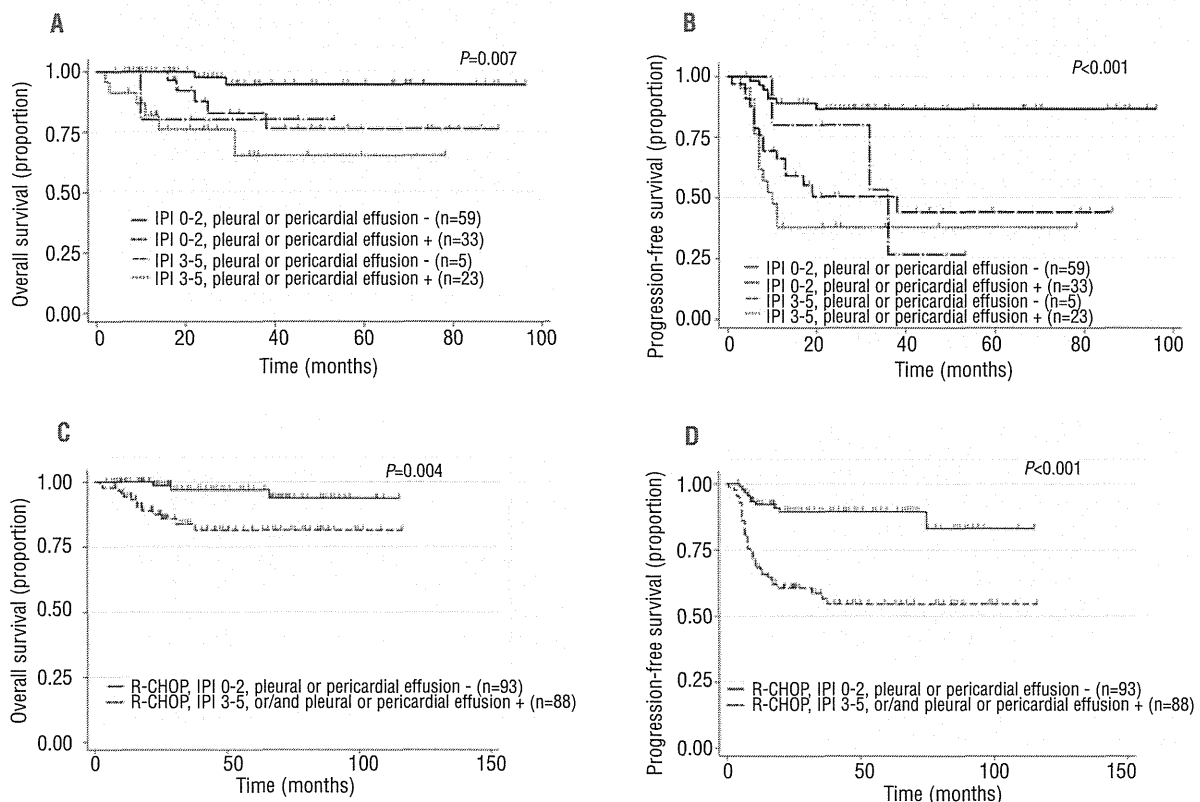 A
P=0.007
Overall survival (proportion)
1.00
0.75
0.50
0.25
0.00
IPI 0-2, pleural or pericardial effusion - (n=59)
IPI 0-2, pleural or pericardial effusion + (n=33)
IPI 3-5, pleural or pericardial effusion - (n=5)
IPI 3-5, pleural or pericardial effusion + (n=23)
0 20 40 60 80 100
Time (months)
B
P<0.001
Progression-free survival (proportion)
1.00
0.75
0.50
0.25
0.00
IPI 0-2, pleural or pericardial effusion - (n=59)
IPI 0-2, pleural or pericardial effusion + (n=33)
IPI 3-5, pleural or pericardial effusion - (n=5)
IPI 3-5, pleural or pericardial effusion + (n=23)
0 20 40 60 80 100
Time (months)
C
P=0.004
Overall survival (proportion)
1.00
0.75
0.50
0.25
0.00
R-CHOP, IPI 0-2, pleural or pericardial effusion - (n=93)
R-CHOP, IPI 3-5, or/and pleural or pericardial effusion + (n=88)
0 50 100 150
Time (months)
D
P<0.001
Progression-free survival (proportion)
1.00
0.75
0.50
0.25
0.00
R-CHOP, IPI 0-2, pleural or pericardial effusion - (n=93)
R-CHOP, IPI 3-5, or/and pleural or pericardial effusion + (n=88)
0 50 100 150
Time (months)